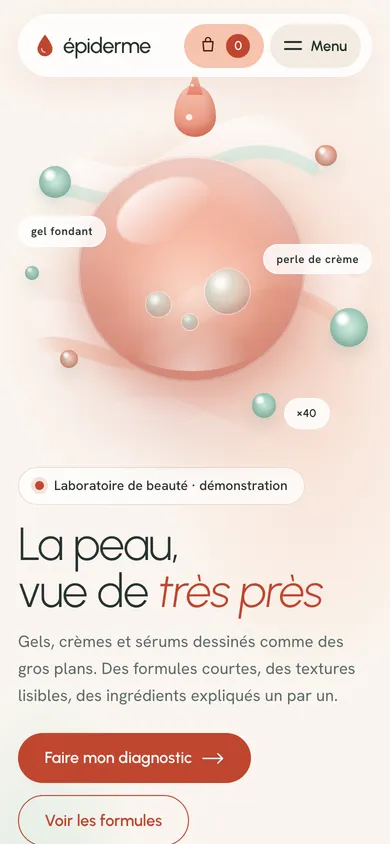 épiderme
0
Menu
gel fondant
perle de crème
×40
Laboratoire de beauté · démonstration
La peau,
vue de très près
Gels, crèmes et sérums dessinés comme des
gros plans. Des formules courtes, des textures
lisibles, des ingrédients expliqués un par un.
Faire mon diagnostic
Voir les formules